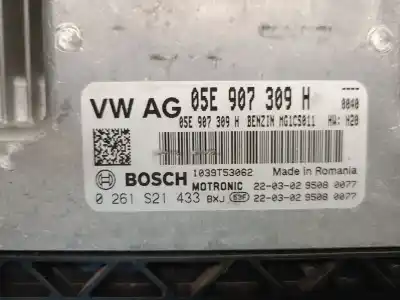 VW AG 05E 907 309 H ----
0040
05E 907 309 H BENZIN MG1CS011 HW: H20
BOSCH 1039TS3062 Made in Romania
MOTRONIC 22-03-02 9508 0077
0 261 S21 433 BXJ S3F 22-03-02 9508 0077